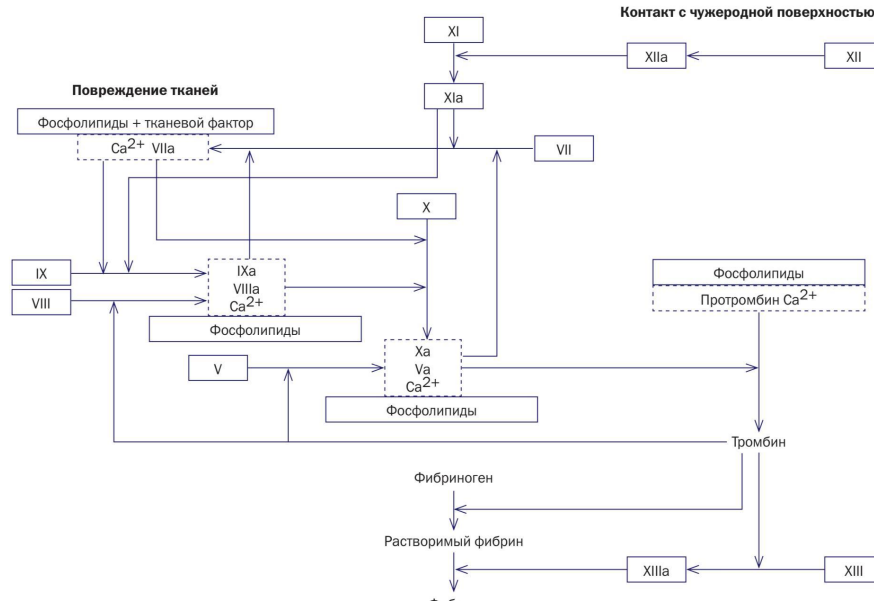 Контакт с чужеродной поверхностью
XI
XIIa
XII
Повреждение тканей
XIa
Фосфолипиды + тканевой фактор
Ca2+ VIIa
VII
X
IX
IXa
VIII
VIIIa
Ca2+
Фосфолипиды
Фосфолипиды
Протромбин Ca2+
V
Xa
Va
Ca2+
Фосфолипиды
Тромбин
Фибриноген
Растворимый фибрин
XIIIa
XIII